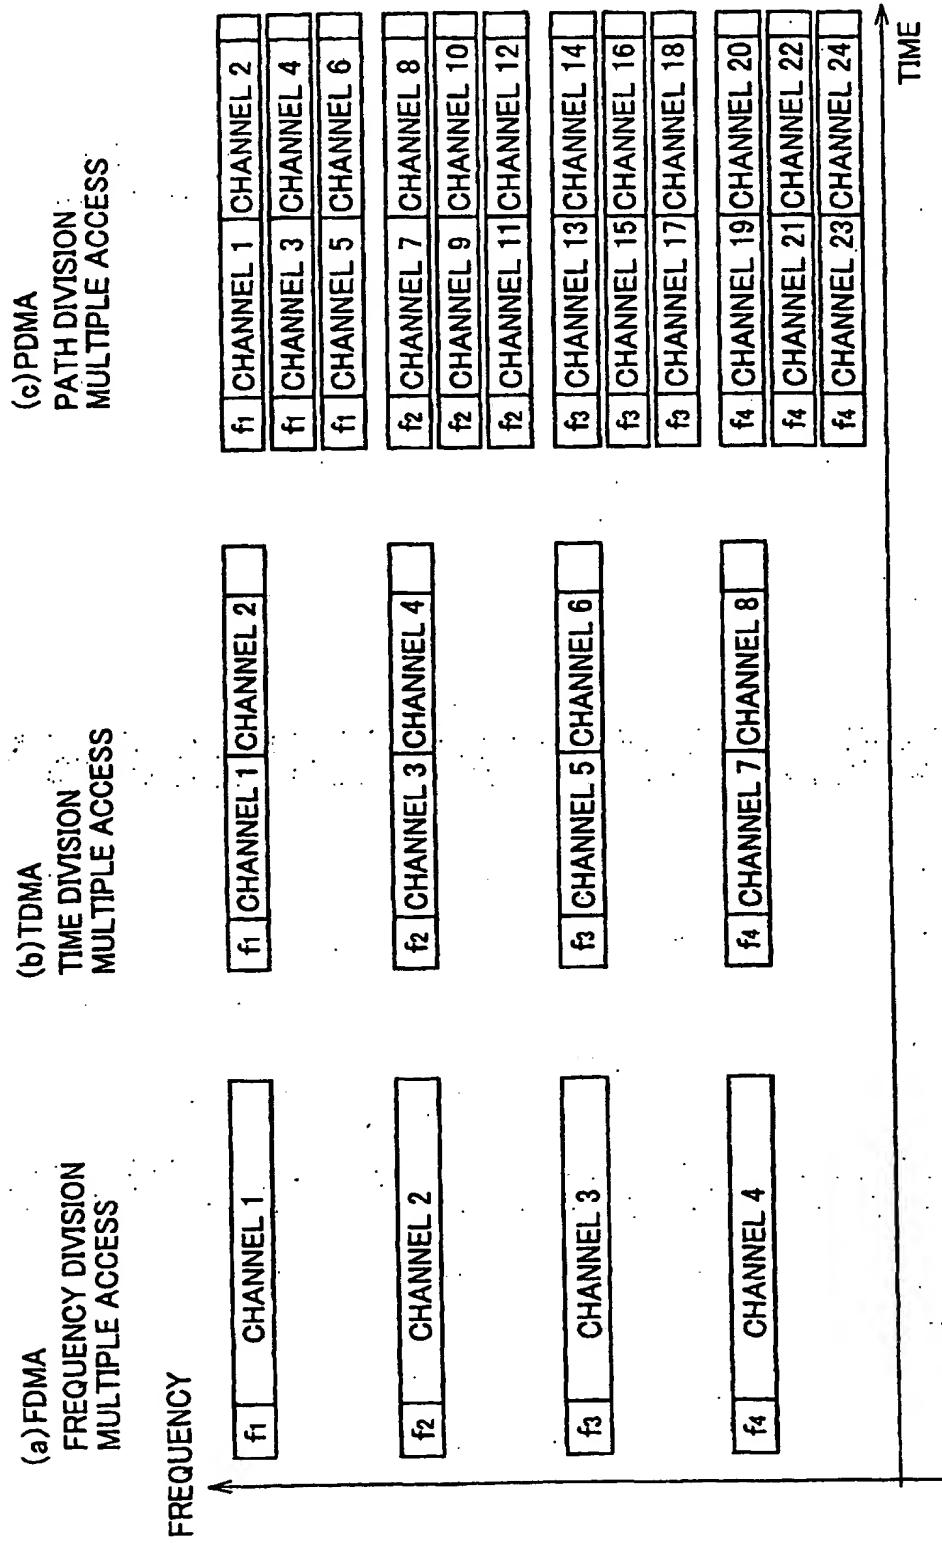 (a)FDMA
FREQUENCY DIVISION
MULTIPLE ACCESS
(b)TDMA
TIME DIVISION
MULTIPLE ACCESS
(c)PDMA
PATH DIVISION
MULTIPLE ACCESS
FREQUENCY
f1 CHANNEL 1
f2 CHANNEL 2
f3 CHANNEL 3
f4 CHANNEL 4
f1 CHANNEL 1 CHANNEL 2
f2 CHANNEL 3 CHANNEL 4
f3 CHANNEL 5 CHANNEL 6
f4 CHANNEL 7 CHANNEL 8
f1 CHANNEL 1 CHANNEL 2
f1 CHANNEL 3 CHANNEL 4
f1 CHANNEL 5 CHANNEL 6
f2 CHANNEL 7 CHANNEL 8
f2 CHANNEL 9 CHANNEL 10
f2 CHANNEL 11 CHANNEL 12
f3 CHANNEL 13 CHANNEL 14
f3 CHANNEL 15 CHANNEL 16
f3 CHANNEL 17 CHANNEL 18
f4 CHANNEL 19 CHANNEL 20
f4 CHANNEL 21 CHANNEL 22
f4 CHANNEL 23 CHANNEL 24
TIME